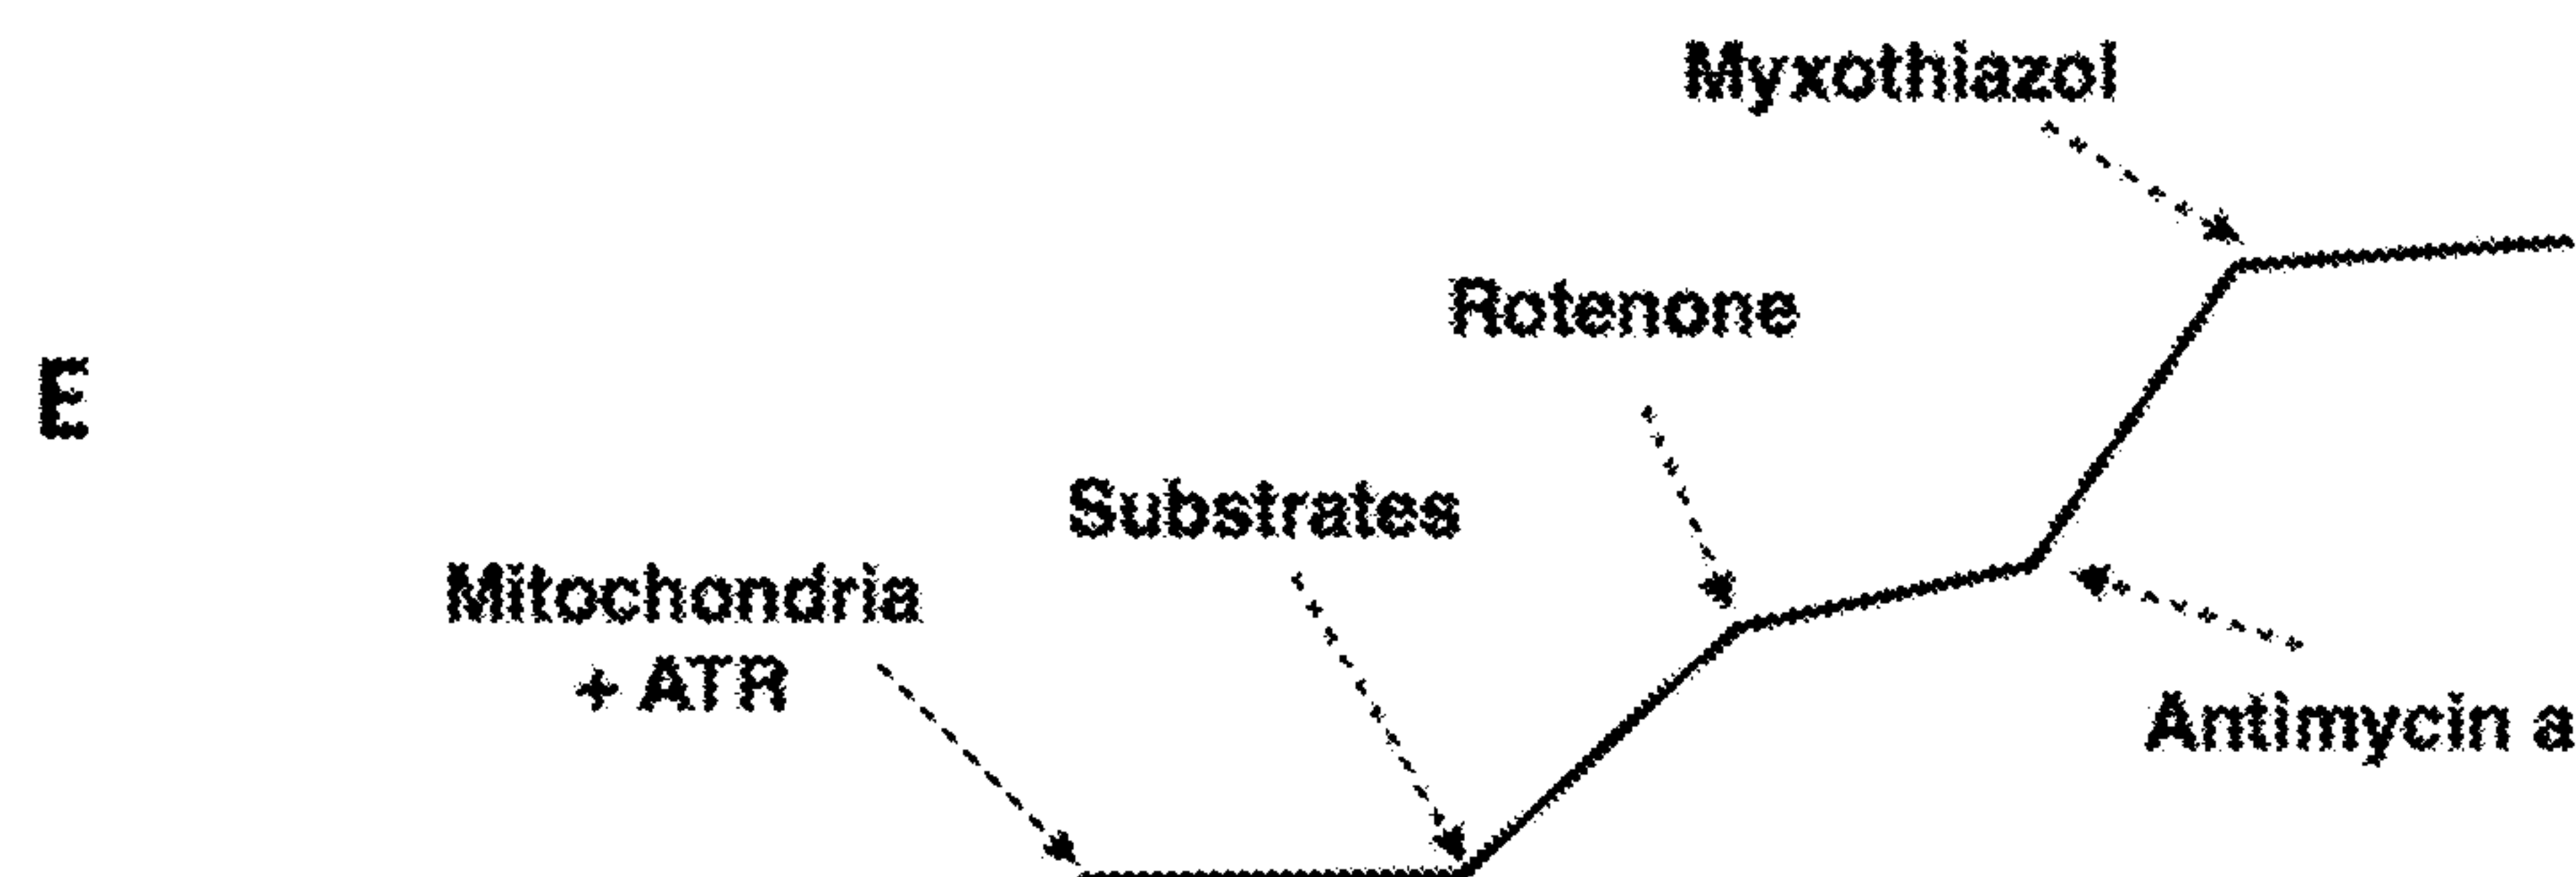 Myxothiazol
Rotenone
E
Substrates
Mitochondria
+ ATR
Antimycin a